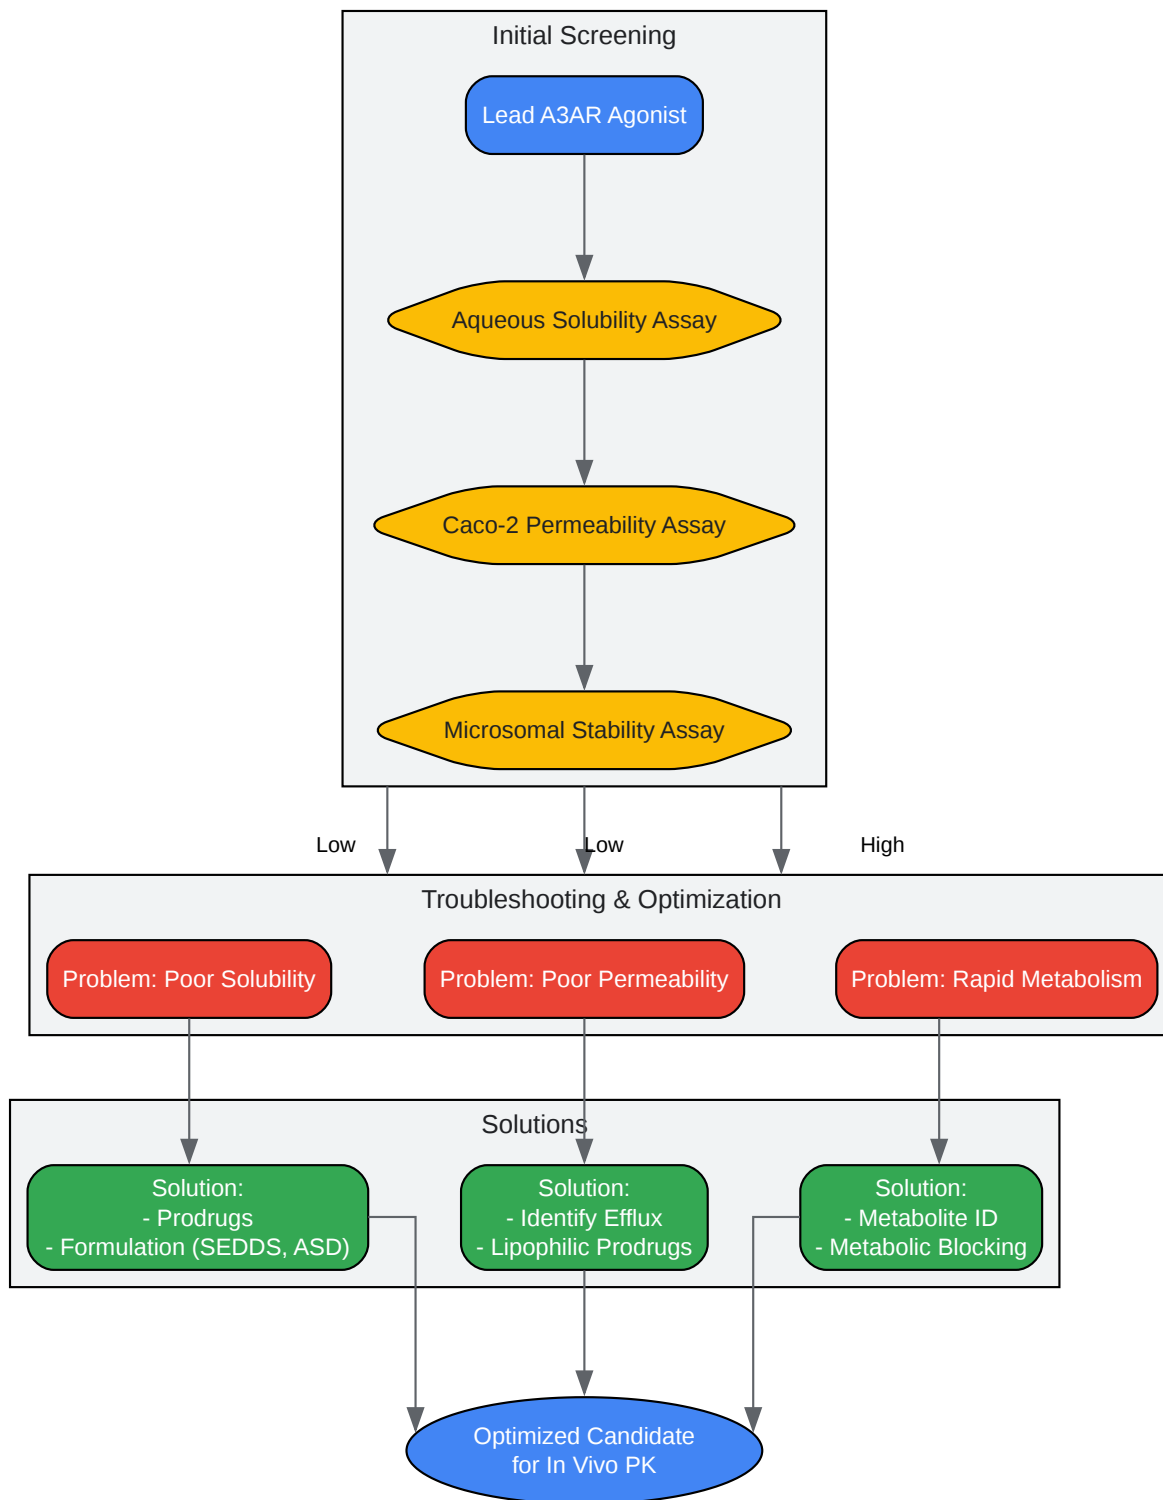 Initial Screening
Lead A3AR Agonist
Aqueous Solubility Assay
Caco-2 Permeability Assay
Microsomal Stability Assay
Low
Low
High
Troubleshooting & Optimization
Problem: Poor Solubility
Problem: Poor Permeability
Problem: Rapid Metabolism
Solutions
Solution:
- Prodrugs
- Formulation (SEDDS, ASD)
Solution:
- Identify Efflux
- Lipophilic Prodrugs
Solution:
- Metabolite ID
- Metabolic Blocking
Optimized Candidate
for In Vivo PK